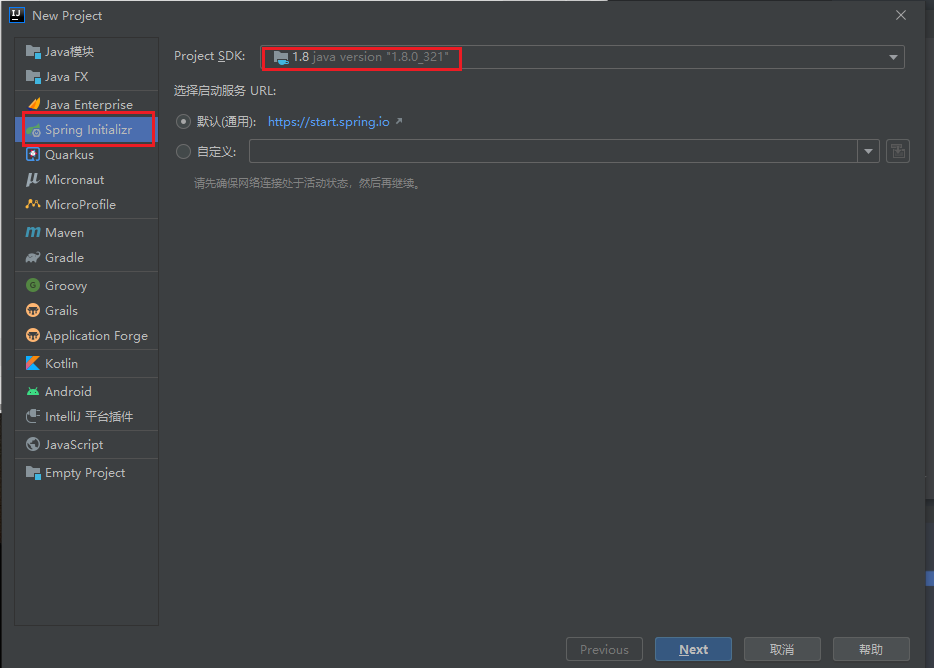 New Project
Java模块
Java FX
Java Enterprise
Spring Initializr
Quarkus
Micronaut
MicroProfile
Maven
Gradle
Groovy
Grails
Application Forge
Kotlin
Android
IntelliJ 平台插件
JavaScript
Empty Project
Project SDK: 1.8 java version "1.8.0_321"
选择启动服务 URL:
默认(通用): https://start.spring.io
自定义:
请先确保网络连接处于活动状态，然后再继续。
Previous Next 取消 帮助